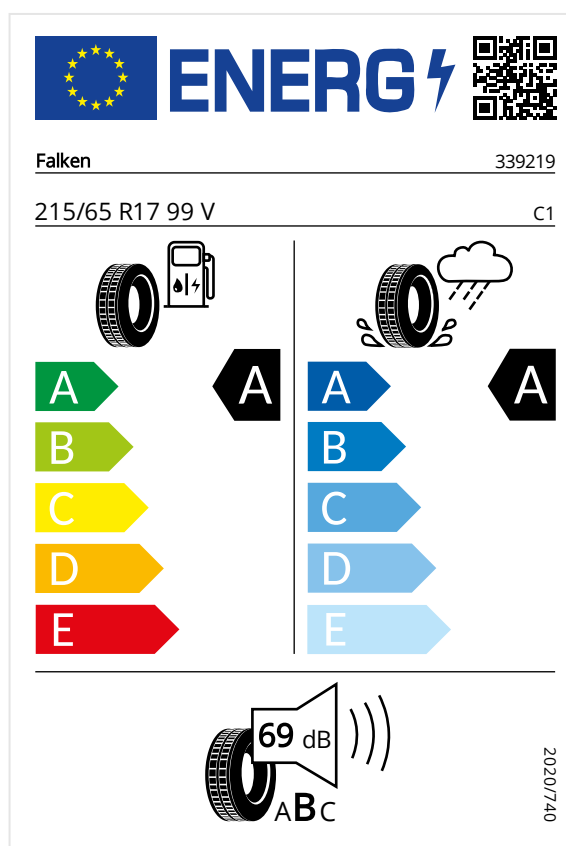 ENERG
Falken 339219
215/65 R17 99 V C1
A A A A
B B
C C
D D
E E
69 dB
ABC
2020/740